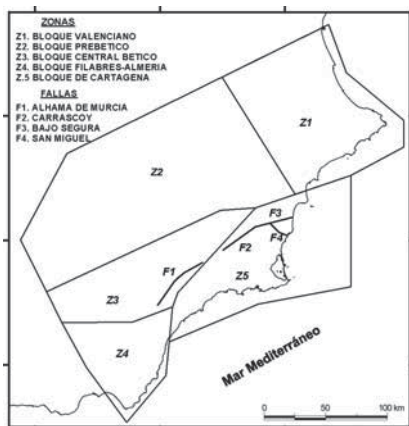 ZONAS
Z1. BLOQUE VALENCIANO
Z2. BLOQUE PREBETICO
Z3. BLOQUE CENTRAL BETICO
Z4. BLOQUE FILABRES-ALMERIA
Z.5 BLOQUE DE CARTAGENA
FALLAS
F1. ALHAMA DE MURCIA
F2. CARRASCOY
F3. BAJO SEGURA
F4. SAN MIGUEL
Z1
Z2
F3
F4
F2
F1
Z5
Z3
Z4
Mar Mediterráneo
0 50 100 km